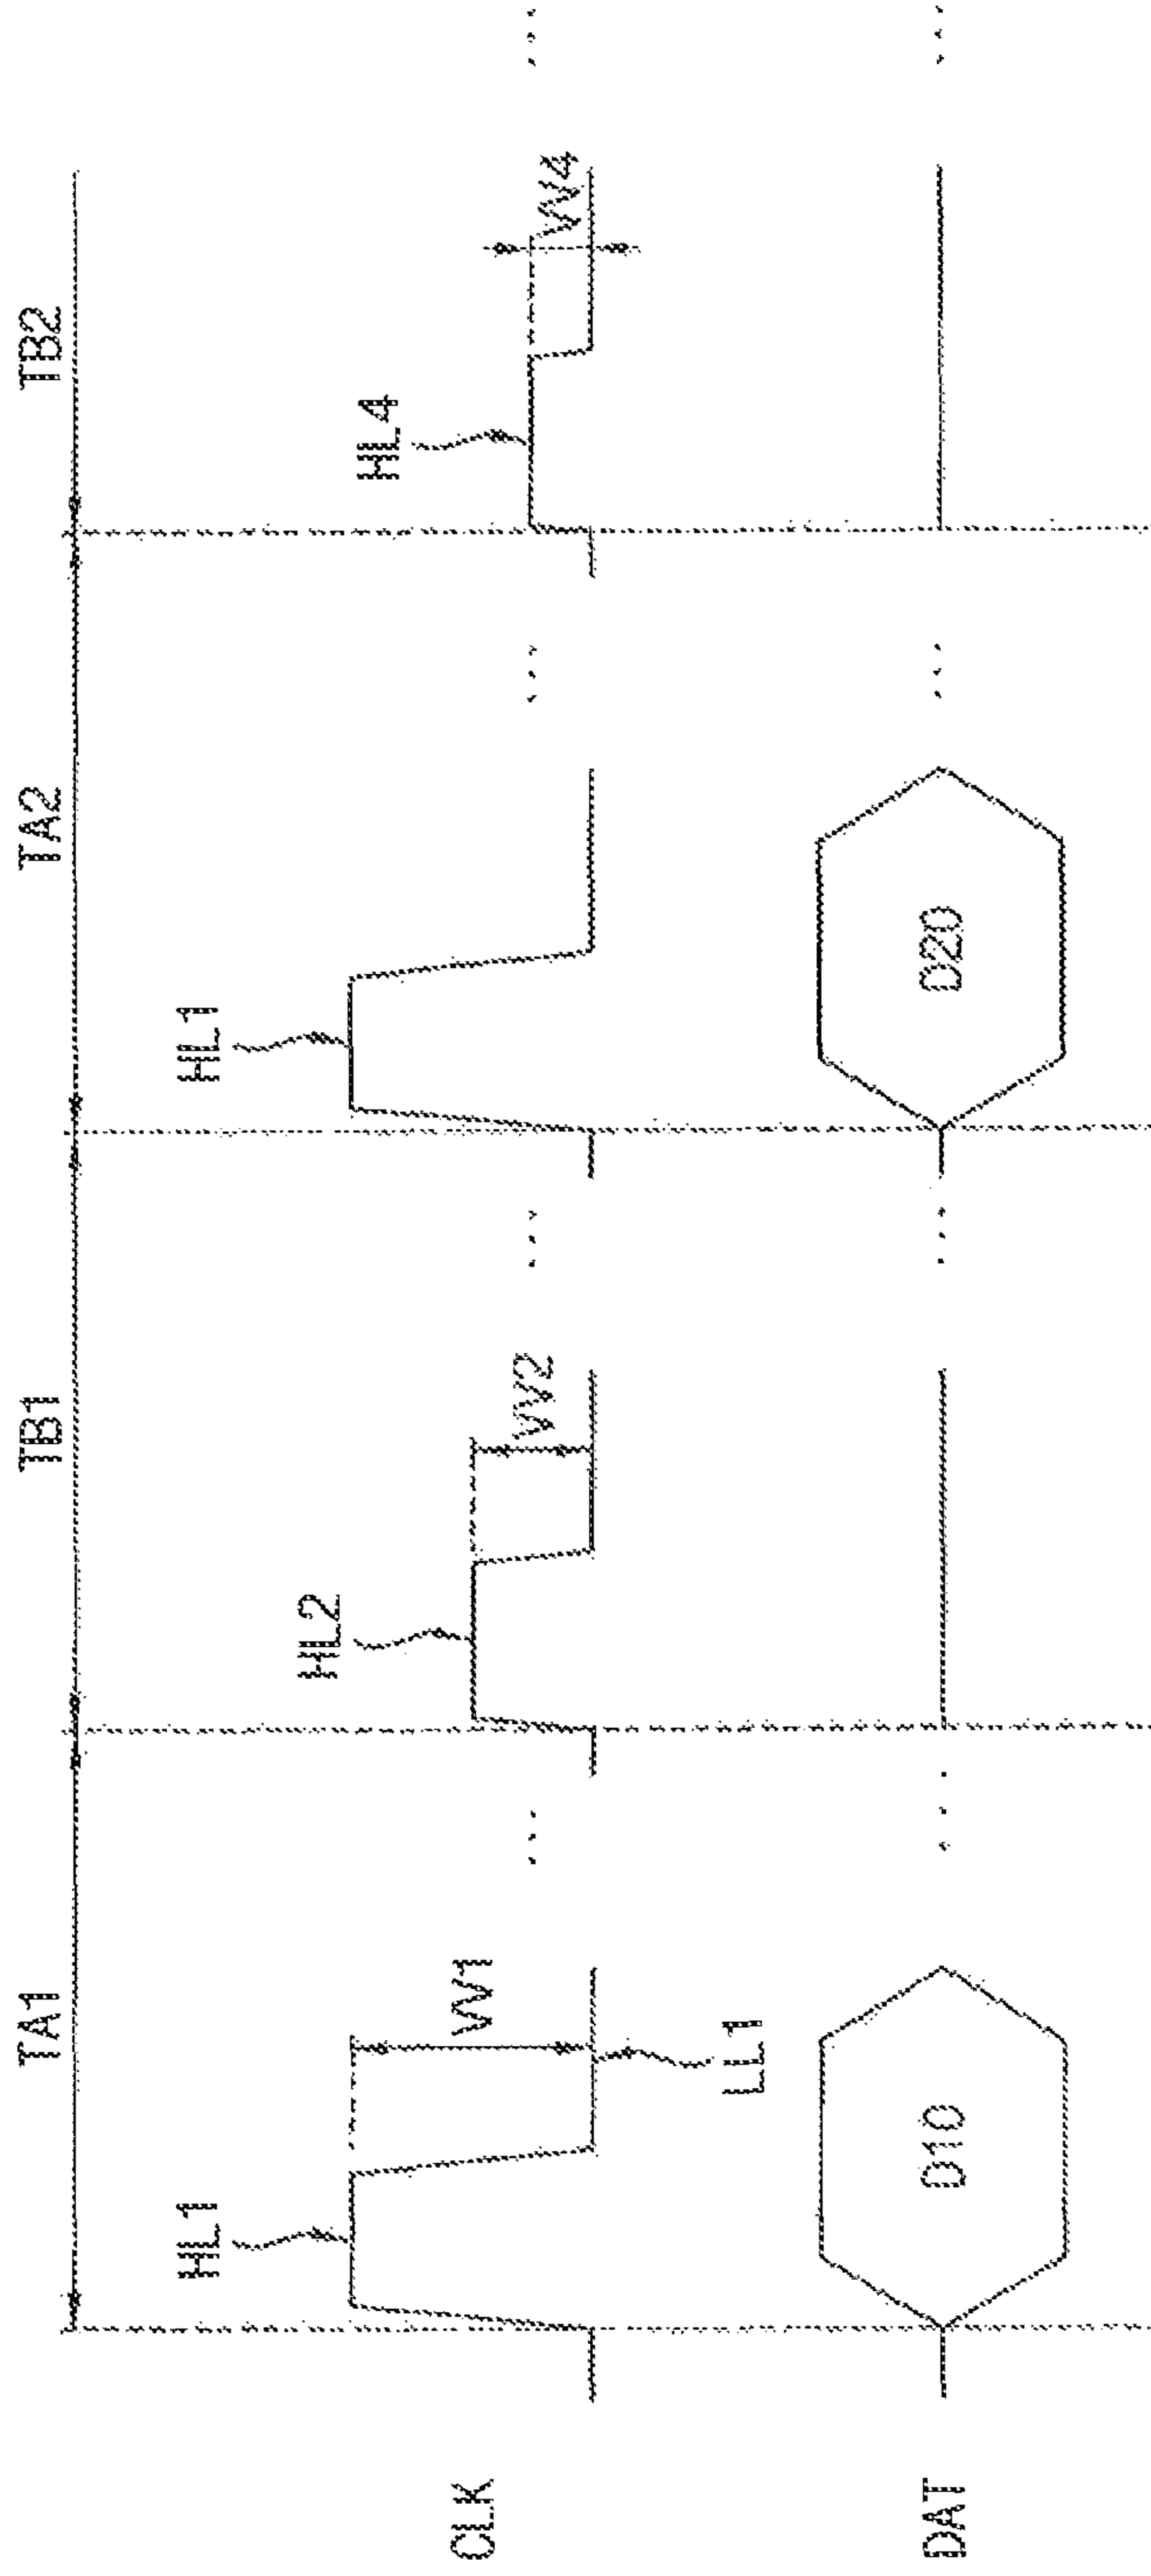 TA1 TB1 TA2 TB2
HL1 HL2 HL1 HL4
CLK VV1 VV2 VV4
LL1
DAT D10 D20